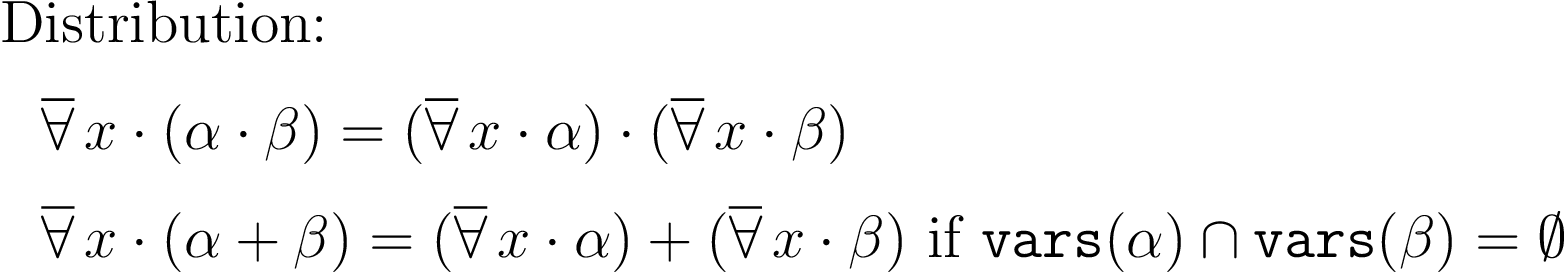 Distribution:
∀̅ x · (α · β) = (∀̅ x · α) · (∀̅ x · β)
∀̅ x · (α + β) = (∀̅ x · α) + (∀̅ x · β) if vars(α) ∩ vars(β) = ∅